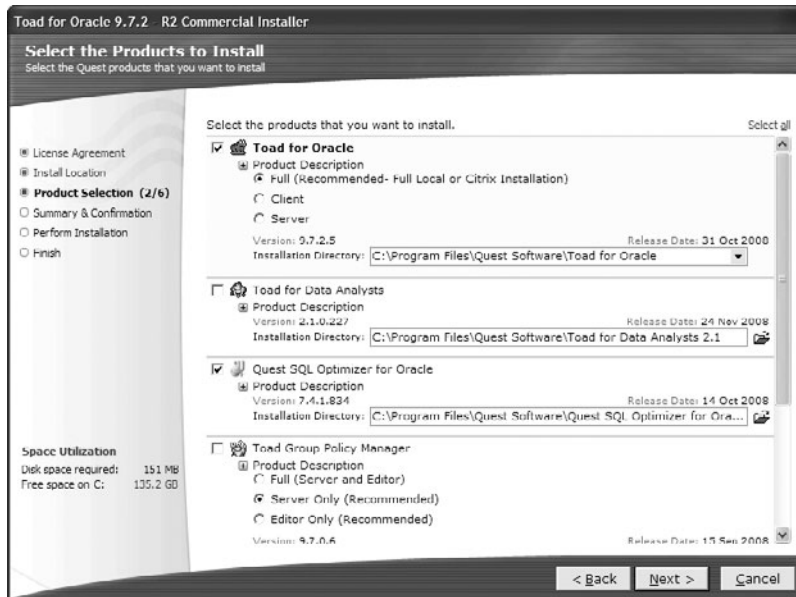 Toad for Oracle 9.7.2 - R2 Commercial Installer
Select the Products to Install
Select the Quest products that you want to install
License Agreement
Install Location
Product Selection (2/6)
Summary & Confirmation
Perform Installation
Finish
Space Utilization
Disk space required: 151 MB
Free space on C: 135.2 GB
Select the products that you want to install.
Select all
Toad for Oracle
Product Description
Full (Recommended- Full Local or Citrix Installation)
Client
Server
Version: 9.7.2.5 Release Date: 31 Oct 2008
Installation Directory: C:\Program Files\Quest Software\Toad for Oracle
Toad for Data Analysts
Product Description
Version: 2.1.0.227 Release Date: 24 Nov 2008
Installation Directory: C:\Program Files\Quest Software\Toad for Data Analysts 2.1
Quest SQL Optimizer for Oracle
Product Description
Version: 7.4.1.834 Release Date: 14 Oct 2008
Installation Directory: C:\Program Files\Quest Software\Quest SQL Optimizer for Ora...
Toad Group Policy Manager
Product Description
Full (Server and Editor)
Server Only (Recommended)
Editor Only (Recommended)
Version: 9.7.0.6 Release Date: 15 Sep 2008
< Back
Next >
Cancel